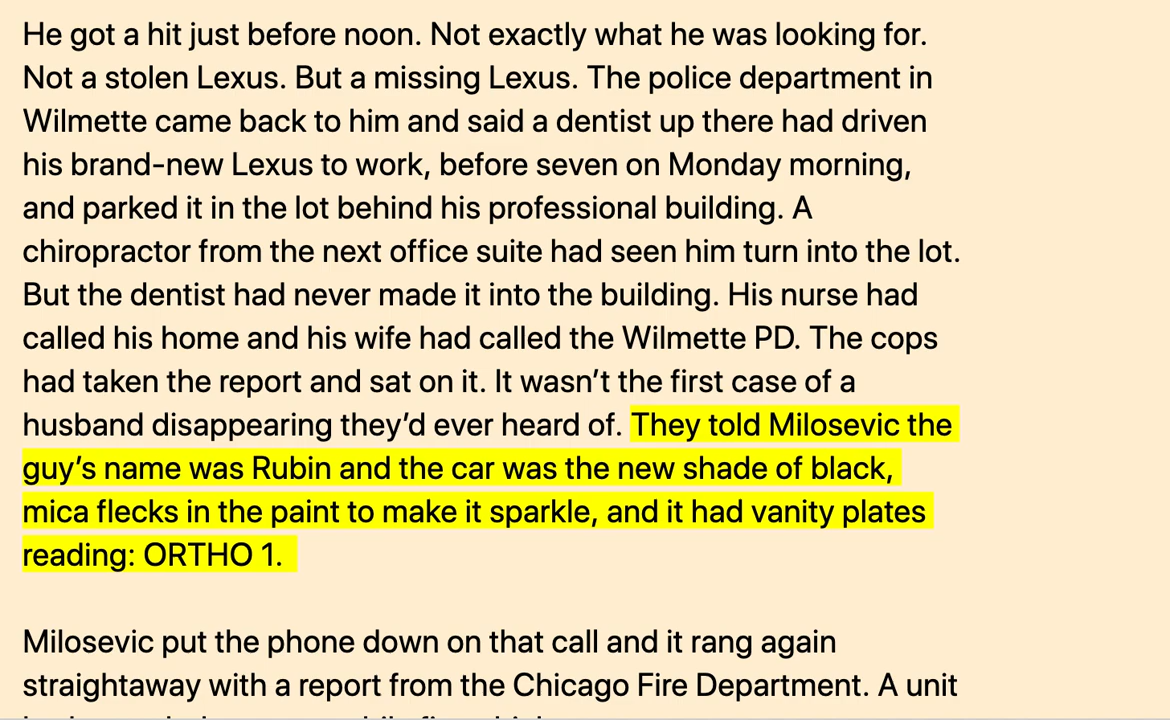 He got a hit just before noon. Not exactly what he was looking for.
Not a stolen Lexus. But a missing Lexus. The police department in
Wilmette came back to him and said a dentist up there had driven
his brand-new Lexus to work, before seven on Monday morning,
and parked it in the lot behind his professional building. A
chiropractor from the next office suite had seen him turn into the lot.
But the dentist had never made it into the building. His nurse had
called his home and his wife had called the Wilmette PD. The cops
had taken the report and sat on it. It wasn’t the first case of a
husband disappearing they’d ever heard of. They told Milosevic the
guy’s name was Rubin and the car was the new shade of black,
mica flecks in the paint to make it sparkle, and it had vanity plates
reading: ORTHO 1.
Milosevic put the phone down on that call and it rang again
straightaway with a report from the Chicago Fire Department. A unit